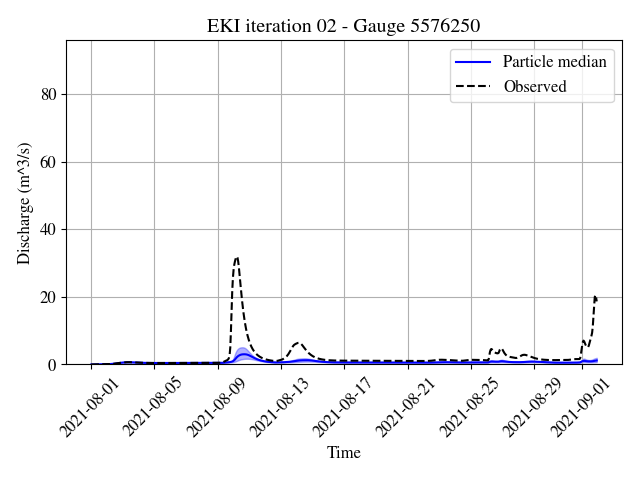 EKI iteration 02 - Gauge 5576250
Particle median
Observed
Discharge (m^3/s)
80
60
40
20
0
2021-08-01
2021-08-05
2021-08-09
2021-08-13
2021-08-17
2021-08-21
2021-08-25
2021-08-29
2021-09-01
Time